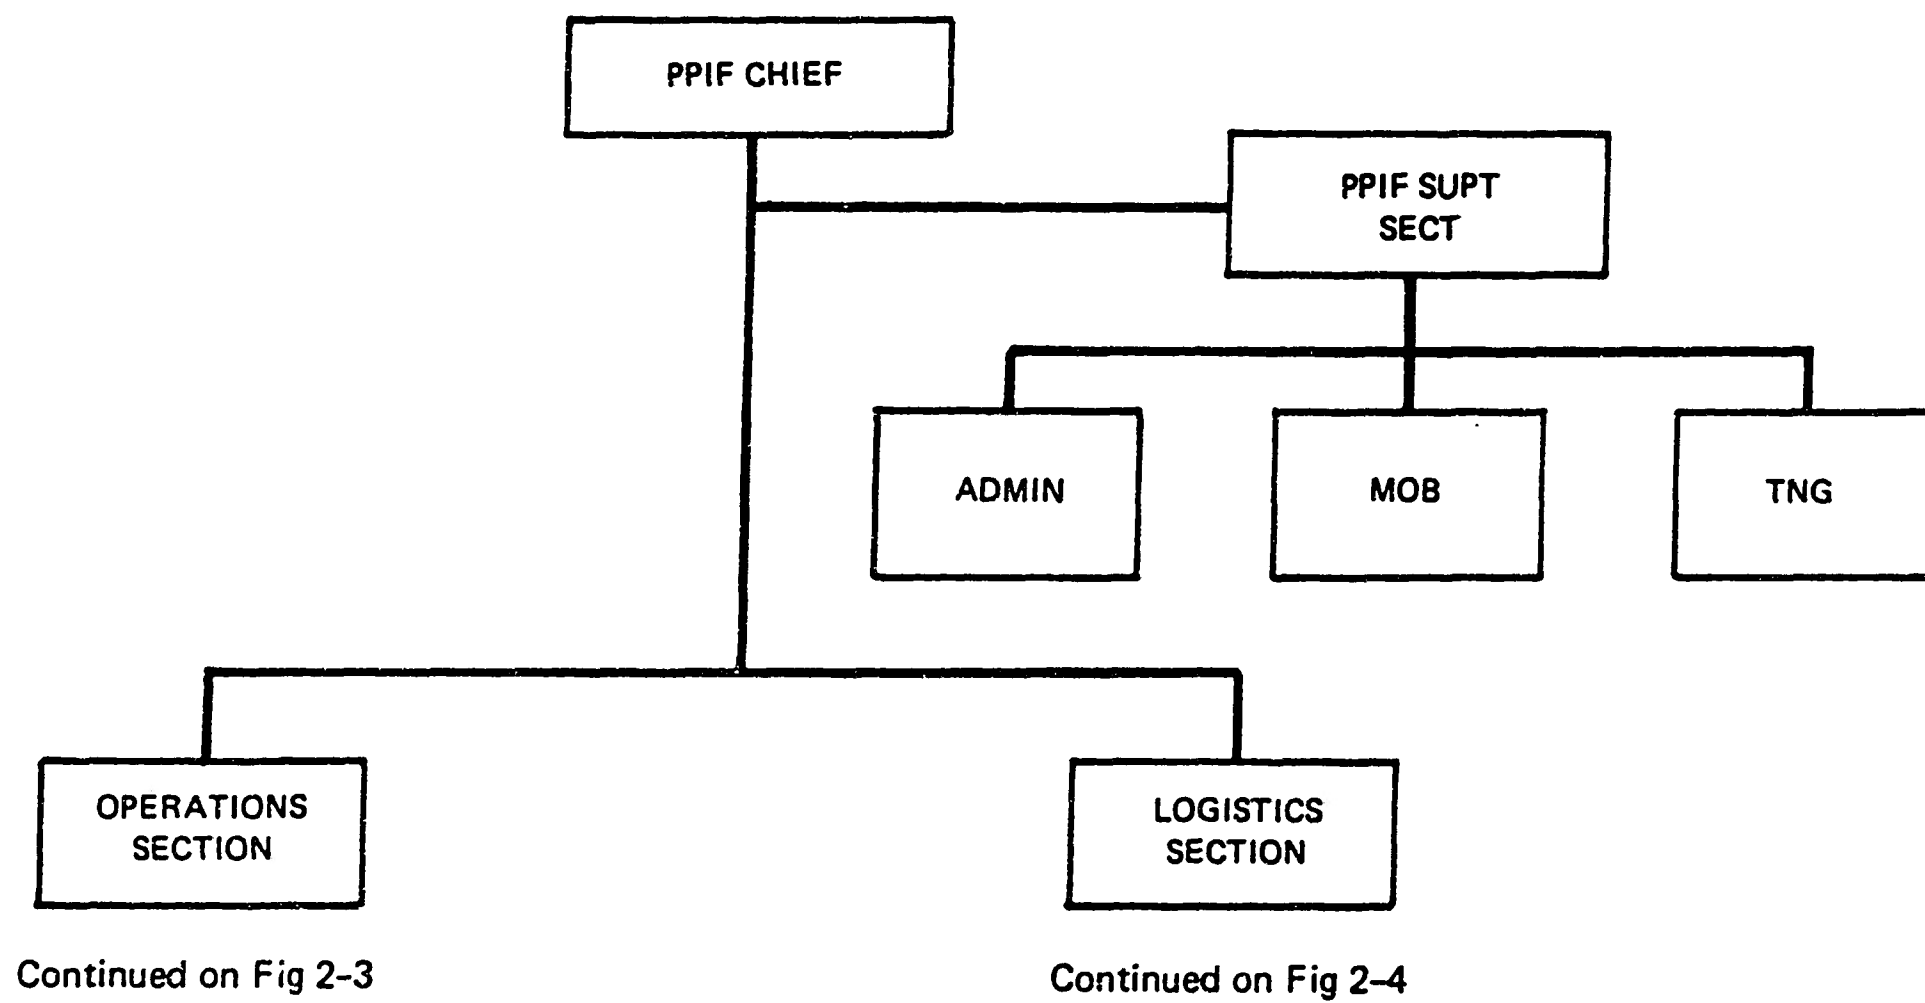 PPIF CHIEF
PPIF SUPT
SECT
ADMIN
MOB
TNG
OPERATIONS
SECTION
LOGISTICS
SECTION
Continued on Fig 2-3
Continued on Fig 2-4